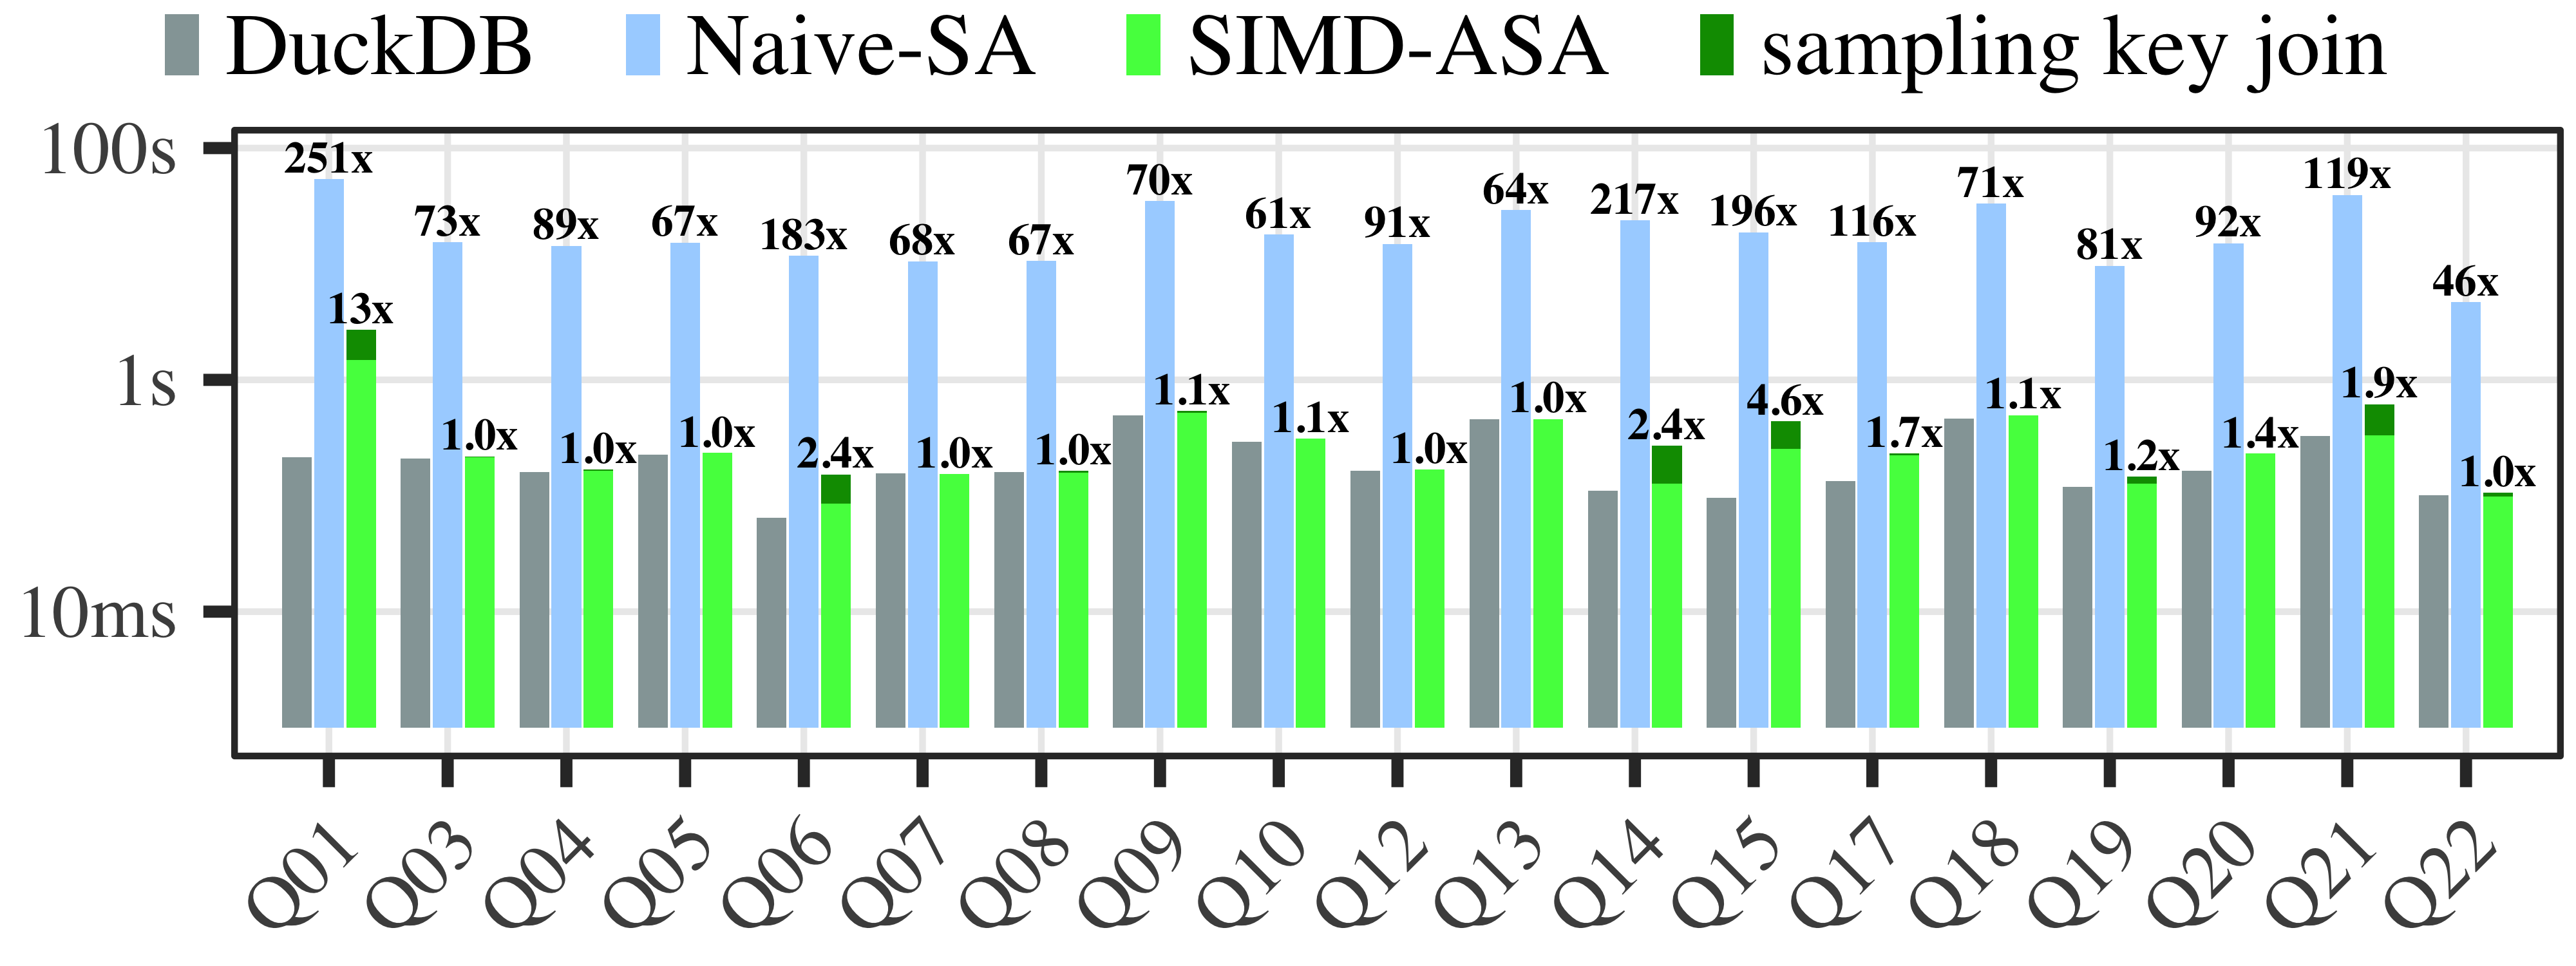 DuckDB Naive-SA SIMD-ASA sampling key join
100s
1s
10ms
251x 13x
73x 1.0x
89x 1.0x
67x 1.0x
183x 2.4x
68x 1.0x
67x 1.0x
70x 1.1x
61x 1.1x
91x 1.0x
64x 1.0x
217x 2.4x
196x 4.6x
116x 1.7x
71x 1.1x
81x 1.2x
92x 1.4x
119x 1.9x
46x 1.0x
Q01 Q03 Q04 Q05 Q06 Q07 Q08 Q09 Q10 Q12 Q13 Q14 Q15 Q17 Q18 Q19 Q20 Q21 Q22